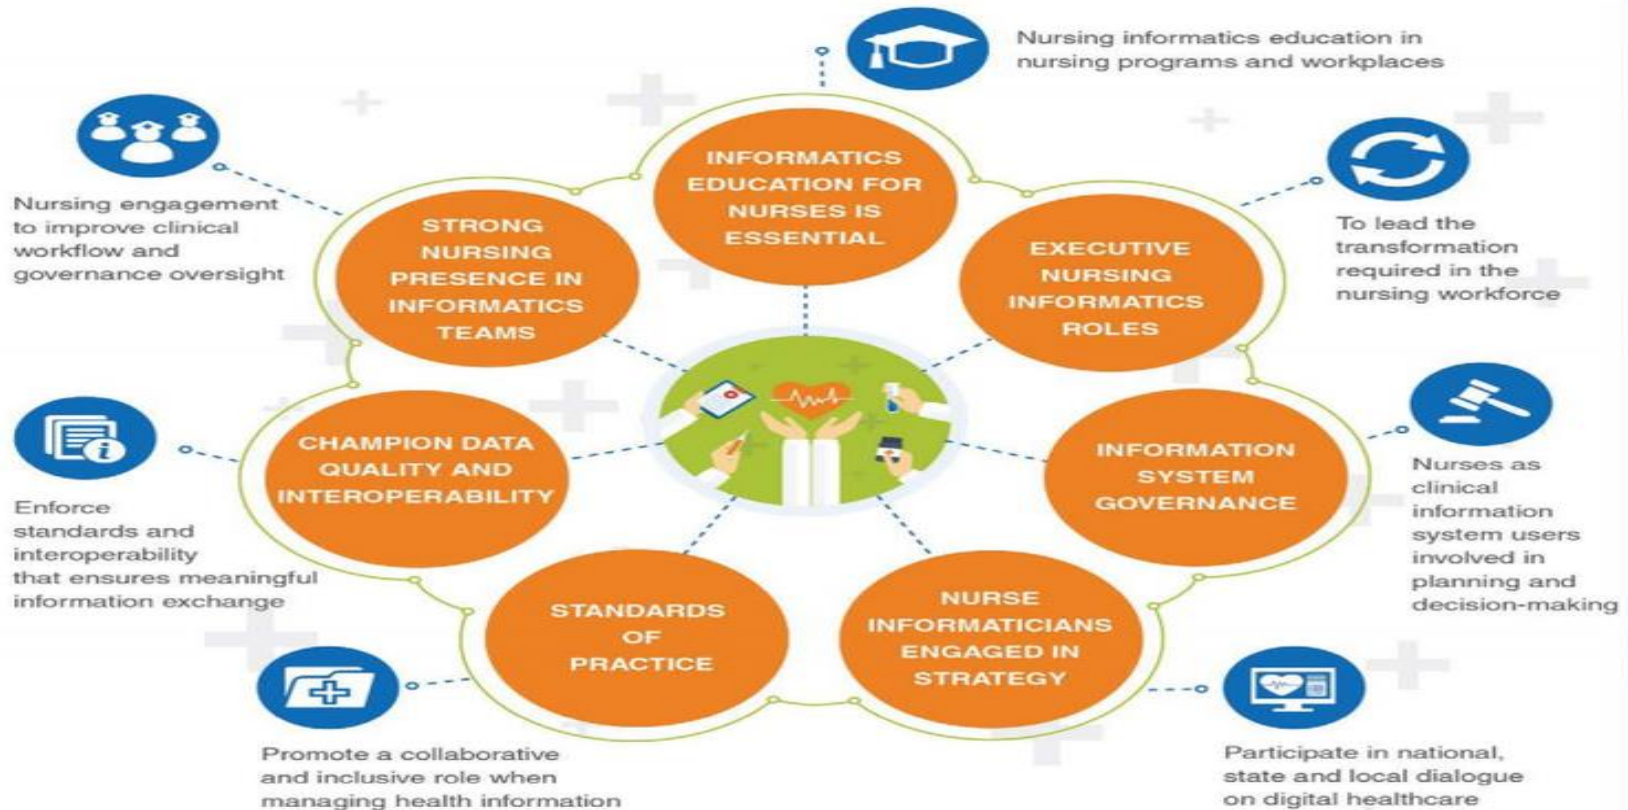 Nursing informatics education in
nursing programs and workplaces
INFORMATICS
EDUCATION FOR
NURSES IS
ESSENTIAL
To lead the
transformation
required in the
nursing workforce
EXECUTIVE
NURSING
INFORMATICS
ROLES
Nurses as
clinical
information
system users
involved in
planning and
decision-making
INFORMATION
SYSTEM
GOVERNANCE
Participate in national,
state and local dialogue
on digital healthcare
NURSE
INFORMATICIANS
ENGAGED IN
STRATEGY
Promote a collaborative
and inclusive role when
managing health information
STANDARDS
OF
PRACTICE
Enforce
standards and
interoperability
that ensures meaningful
information exchange
CHAMPION DATA
QUALITY AND
INTEROPERABILITY
Nursing engagement
to improve clinical
workflow and
governance oversight
STRONG
NURSING
PRESENCE IN
INFORMATICS
TEAMS